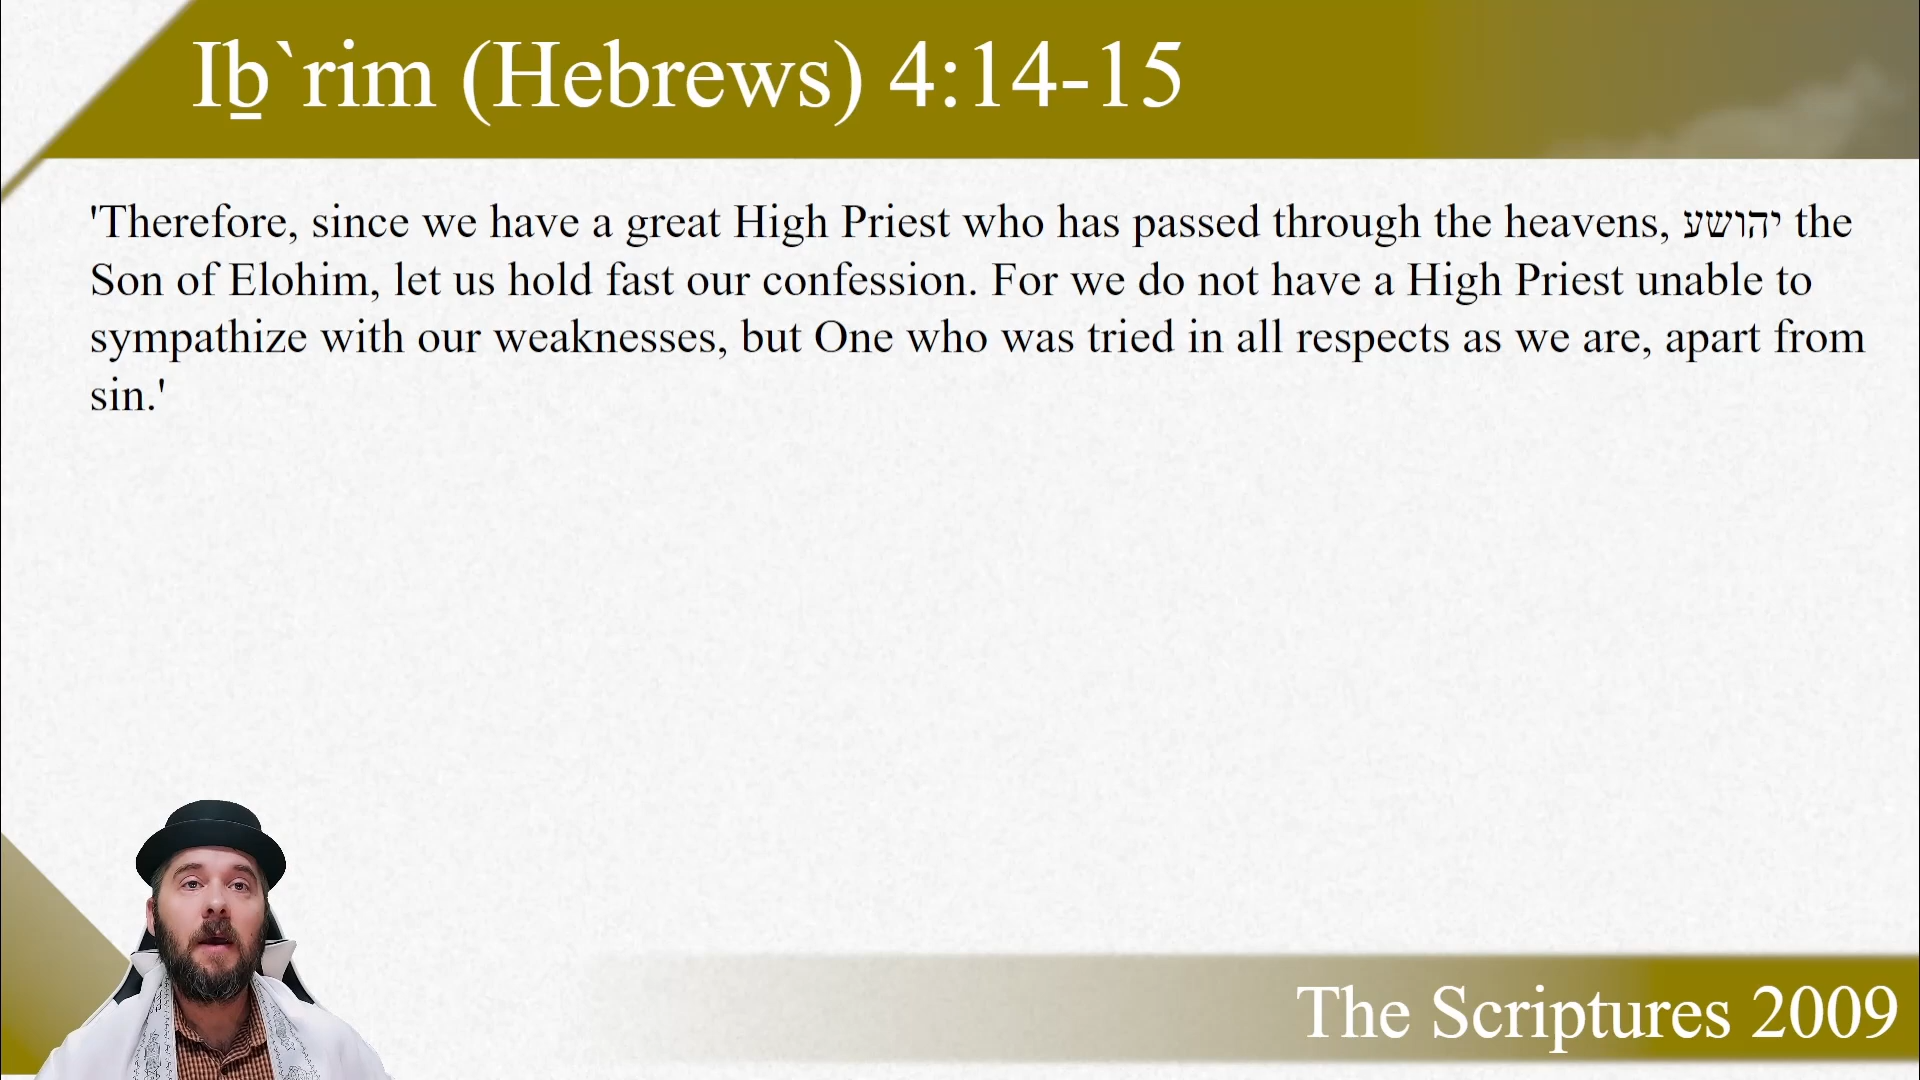 Iḇ`rim (Hebrews) 4:14-15
'Therefore, since we have a great High Priest who has passed through the heavens, יהושע the
Son of Elohim, let us hold fast our confession. For we do not have a High Priest unable to
sympathize with our weaknesses, but One who was tried in all respects as we are, apart from
sin.'
The Scriptures 2009